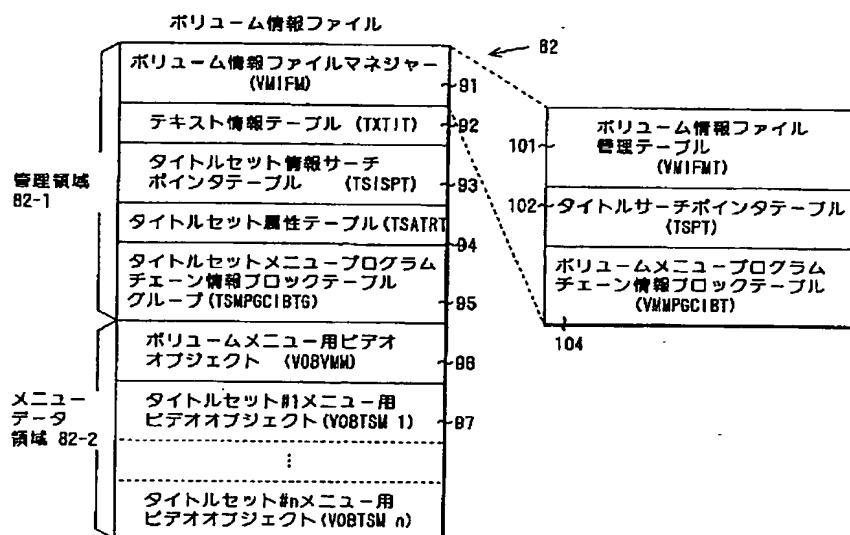 ボリューム情報ファイル
82
ボリューム情報ファイルマネジャー
(VMIFM)
91
テキスト情報テーブル (TXTIT)
92
タイトルセット情報サーチ
ポインタテーブル (TSISPT)
93
タイトルセット属性テーブル(TSATRT
94
タイトルセットメニュープログラム
チェーン情報ブロックテーブル
グループ(TSMPGCIBTG)
95
管理領域
82-1
ボリュームメニュー用ビデオ
オブジェクト (VOBVMM)
96
タイトルセット#1メニュー用
ビデオオブジェクト(VOBTSM 1)
97
⋮
タイトルセット#nメニュー用
ビデオオブジェクト(VOBTSM n)
メニュー
データ
領域 82-2
101
ボリューム情報ファイル
管理テーブル
(VMIFMT)
102
タイトルサーチポインタテーブル
(TSPT)
ボリュームメニュープログラム
チェーン情報ブロックテーブル
(VMMPGCIBT)
104